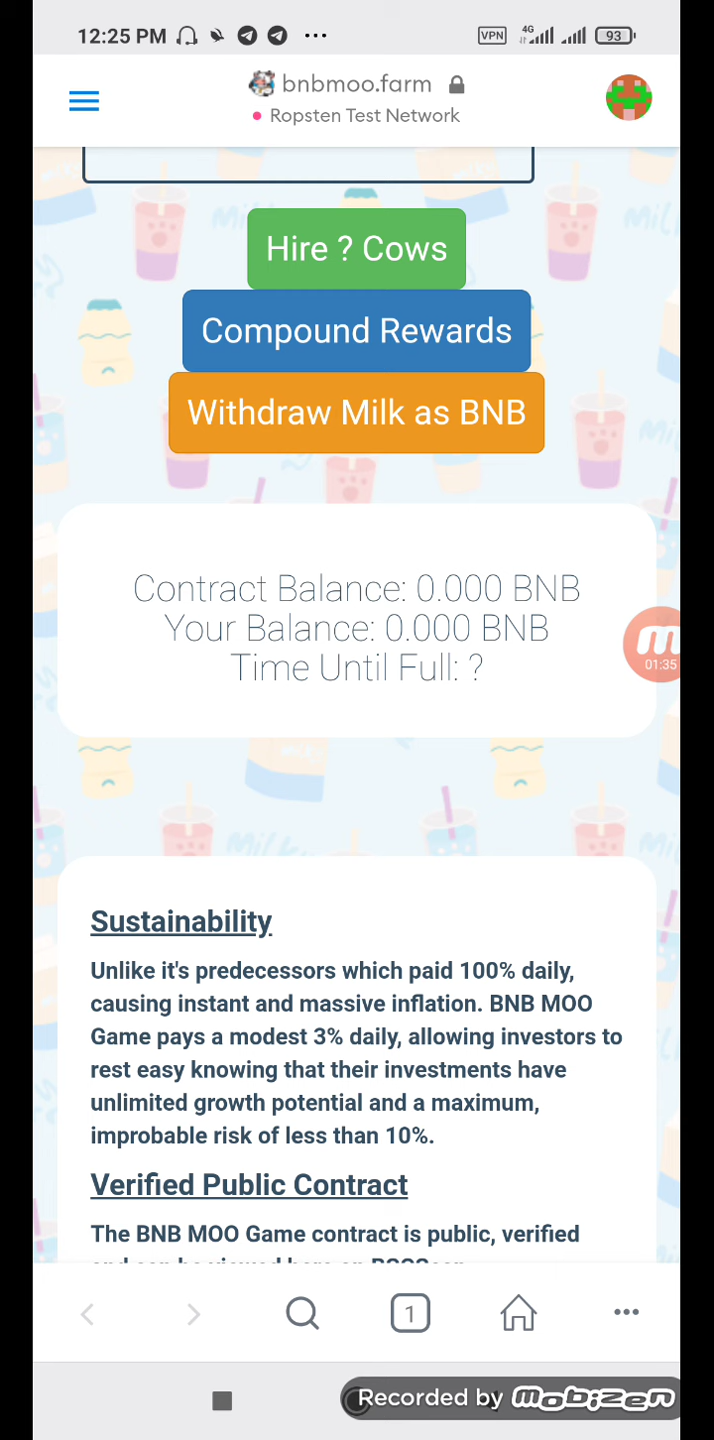 12:25 PM
VPN 4G 93
bnbmoo.farm
Ropsten Test Network
Hire ? Cows
Compound Rewards
Withdraw Milk as BNB
Contract Balance: 0.000 BNB
Your Balance: 0.000 BNB
Time Until Full: ?
01:35
Sustainability
Unlike it's predecessors which paid 100% daily,
causing instant and massive inflation. BNB MOO
Game pays a modest 3% daily, allowing investors to
rest easy knowing that their investments have
unlimited growth potential and a maximum,
improbable risk of less than 10%.
Verified Public Contract
The BNB MOO Game contract is public, verified
1
Recorded by mobizen